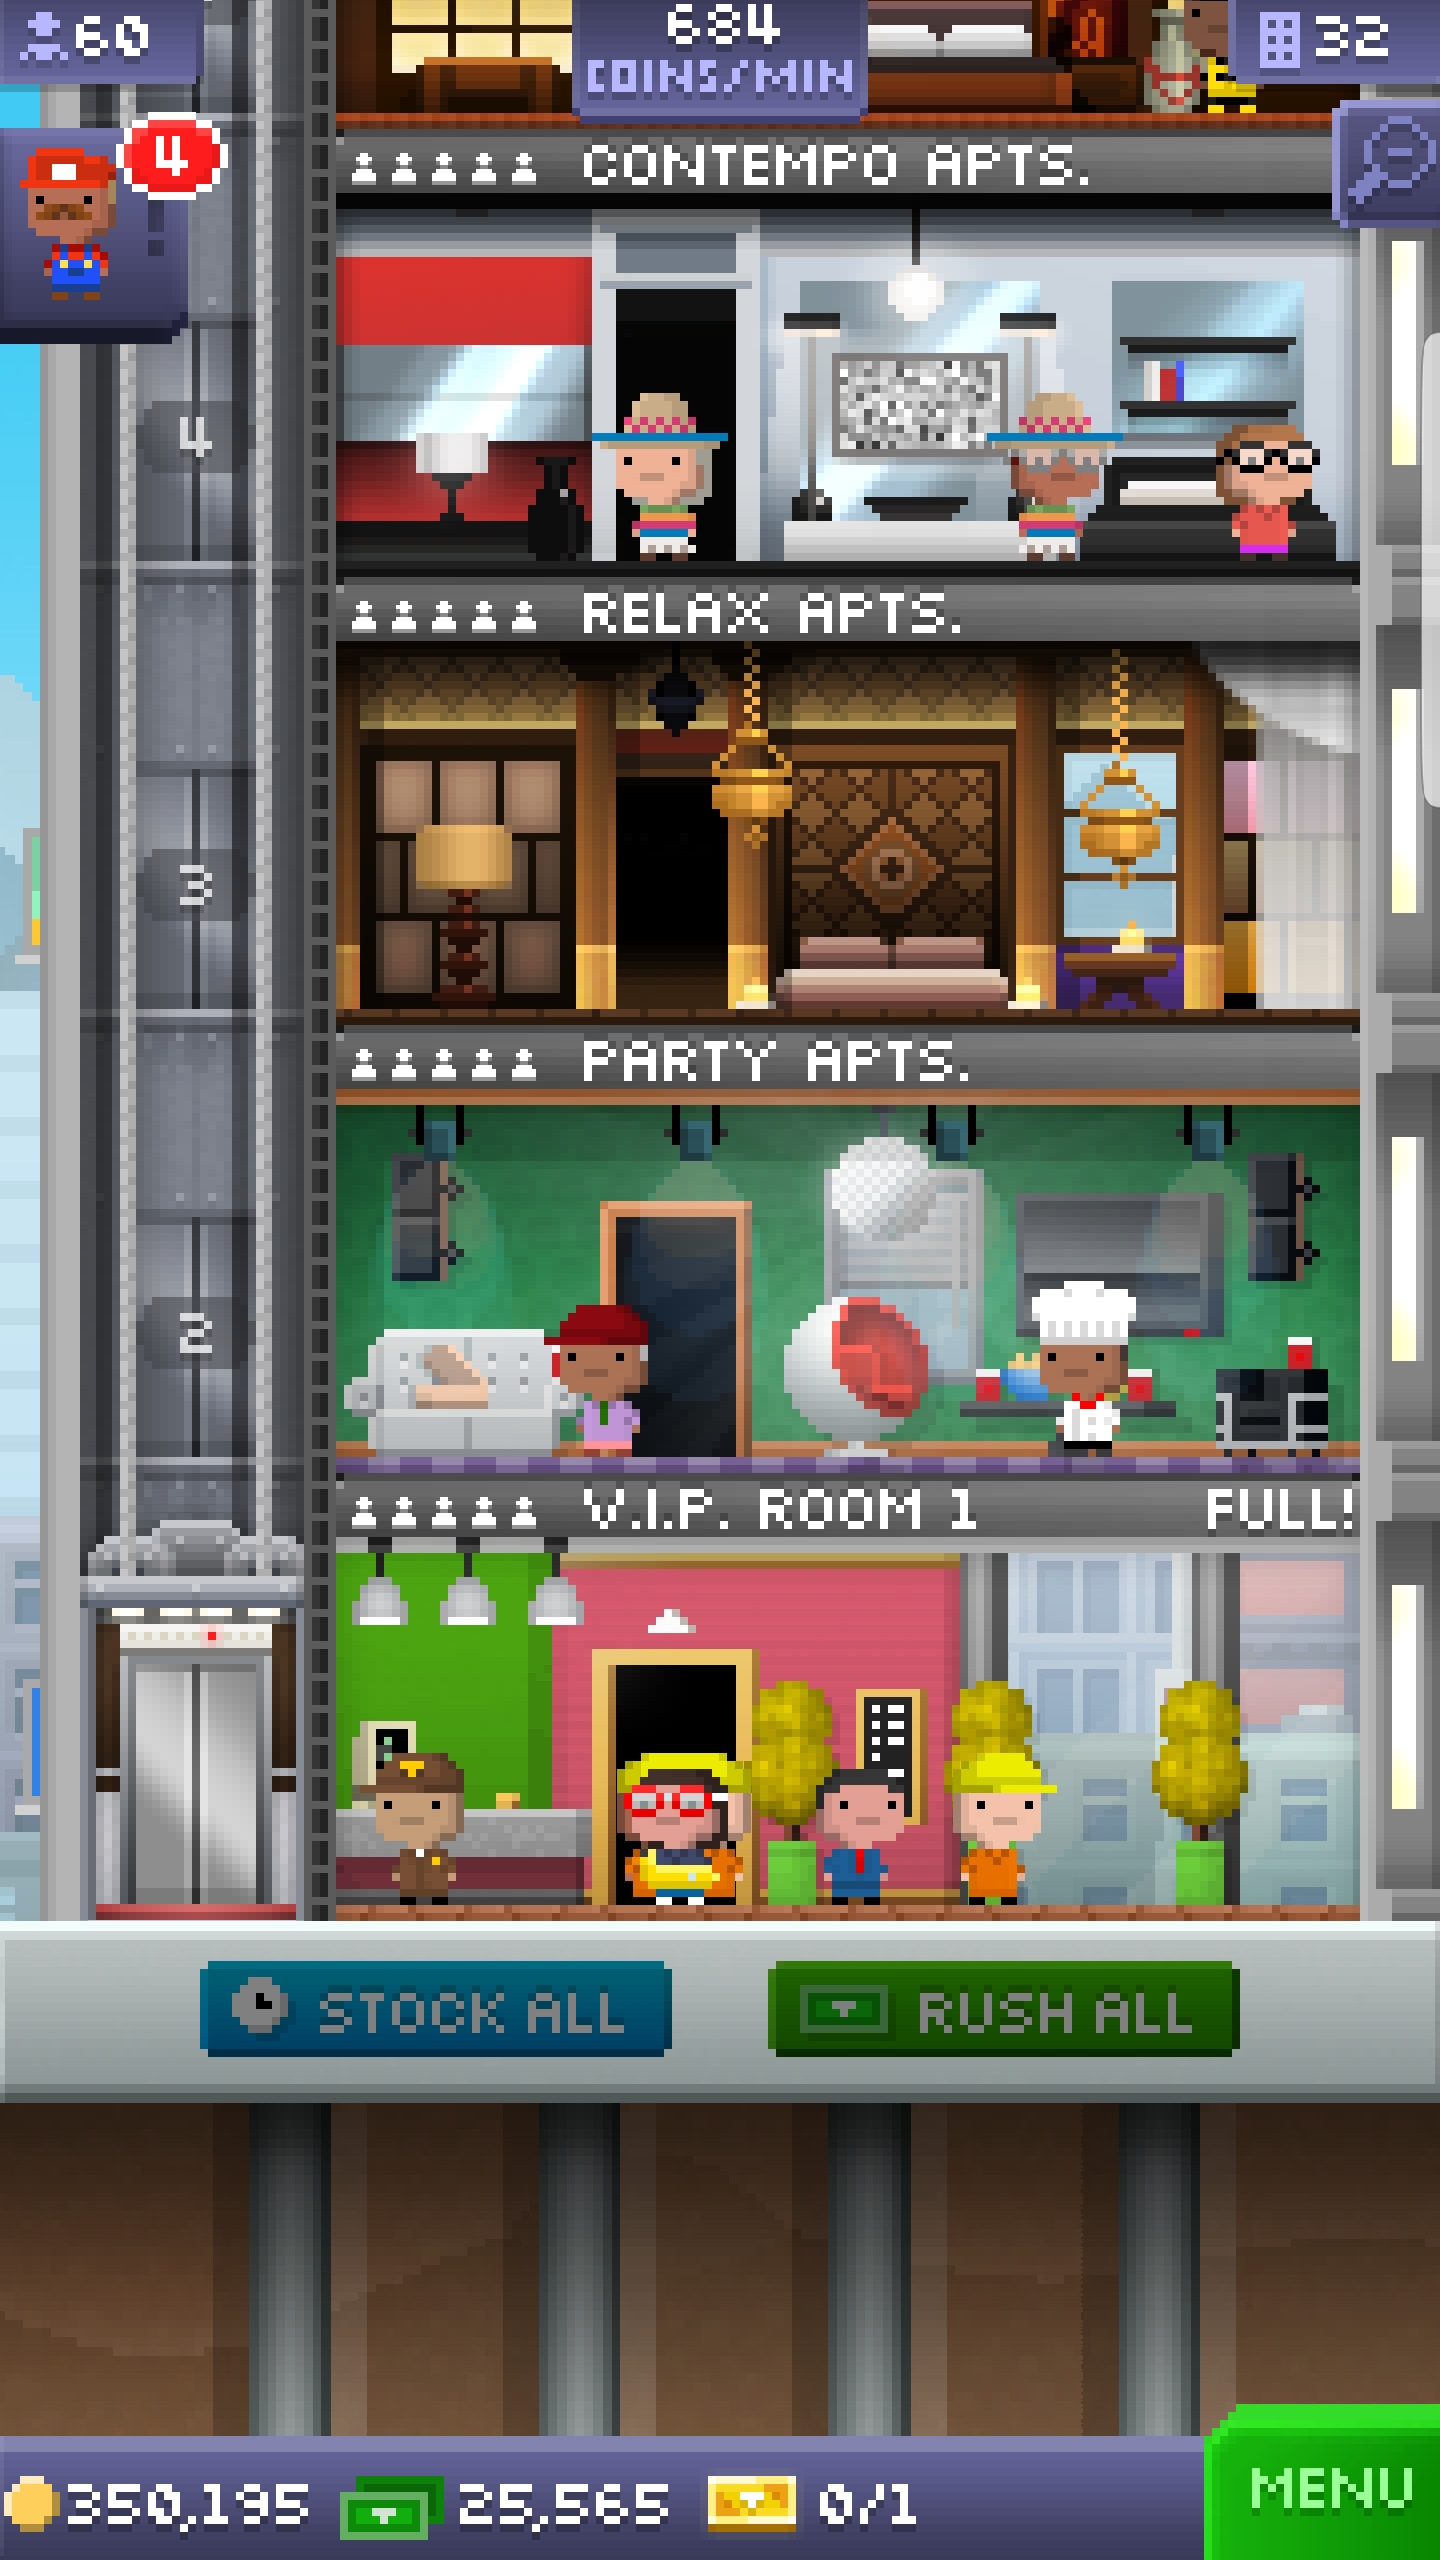 60
684
COINS/MIN
32
4
CONTEMPO APTS.
4
RELAX APTS.
3
PARTY APTS.
2
V.I.P. ROOM 1 FULL!
STOCK ALL
RUSH ALL
350,195
25,565
0/1
MENU